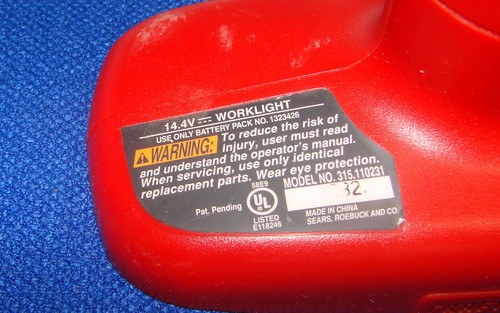 14.4V WORKLIGHT
USE ONLY BATTERY PACK NO. 1323426
WARNING: To reduce the risk of
injury, user must read
and understand the operator's manual.
When servicing, use only identical
replacement parts. Wear eye protection.
58E9
MODEL NO. 315.110231
UL
32.
Pat. Pending
LISTED
E118246
MADE IN CHINA
SEARS, ROEBUCK AND CO.